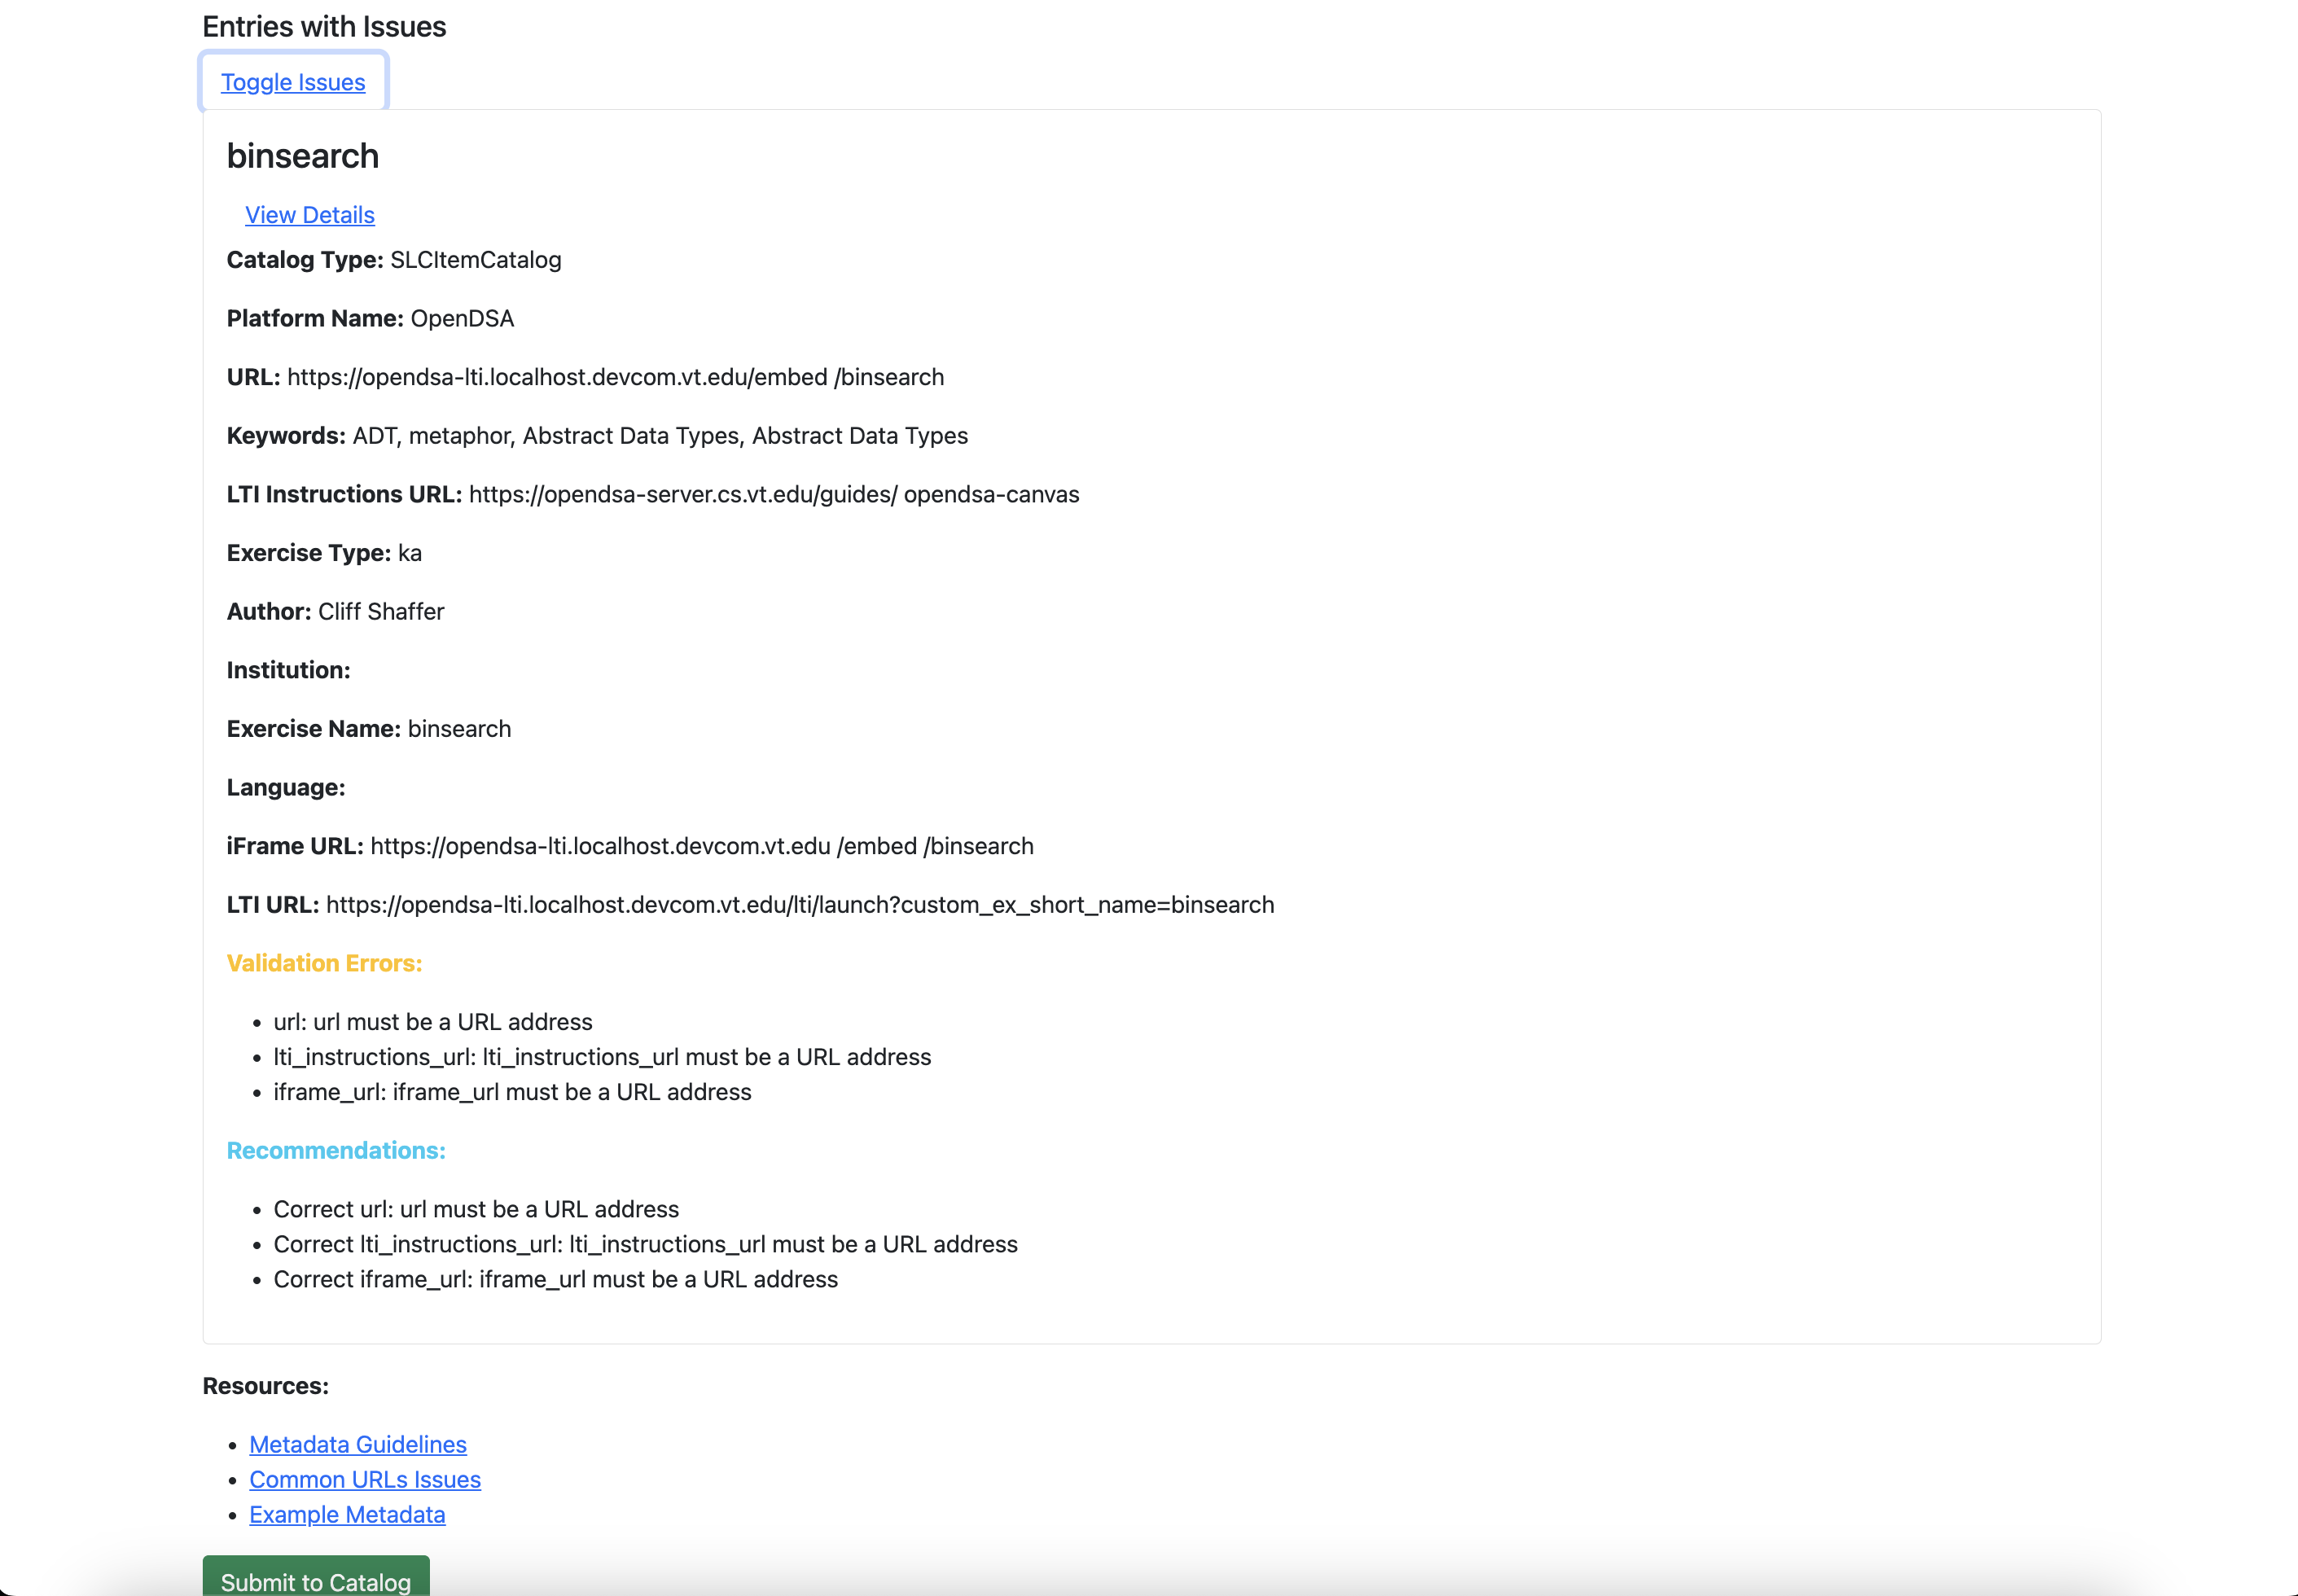 Entries with Issues
Toggle Issues
binsearch
View Details
Catalog Type: SLCItemCatalog
Platform Name: OpenDSA
URL: https://opendsa-lti.localhost.devcom.vt.edu/embed /binsearch
Keywords: ADT, metaphor, Abstract Data Types, Abstract Data Types
LTI Instructions URL: https://opendsa-server.cs.vt.edu/guides/ opendsa-canvas
Exercise Type: ka
Author: Cliff Shaffer
Institution:
Exercise Name: binsearch
Language:
iFrame URL: https://opendsa-lti.localhost.devcom.vt.edu /embed /binsearch
LTI URL: https://opendsa-lti.localhost.devcom.vt.edu/lti/launch?custom_ex_short_name=binsearch
Validation Errors:
• url: url must be a URL address
• lti_instructions_url: lti_instructions_url must be a URL address
• iframe_url: iframe_url must be a URL address
Recommendations:
• Correct url: url must be a URL address
• Correct lti_instructions_url: lti_instructions_url must be a URL address
• Correct iframe_url: iframe_url must be a URL address
Resources:
• Metadata Guidelines
• Common URLs Issues
• Example Metadata
Submit to Catalog